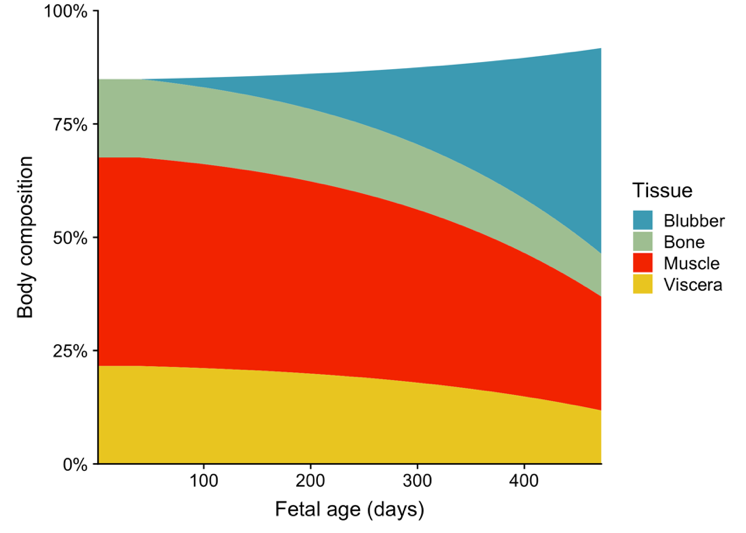 100%
75%
50%
25%
0%
Body composition
100 200 300 400
Fetal age (days)
Tissue
Blubber
Bone
Muscle
Viscera